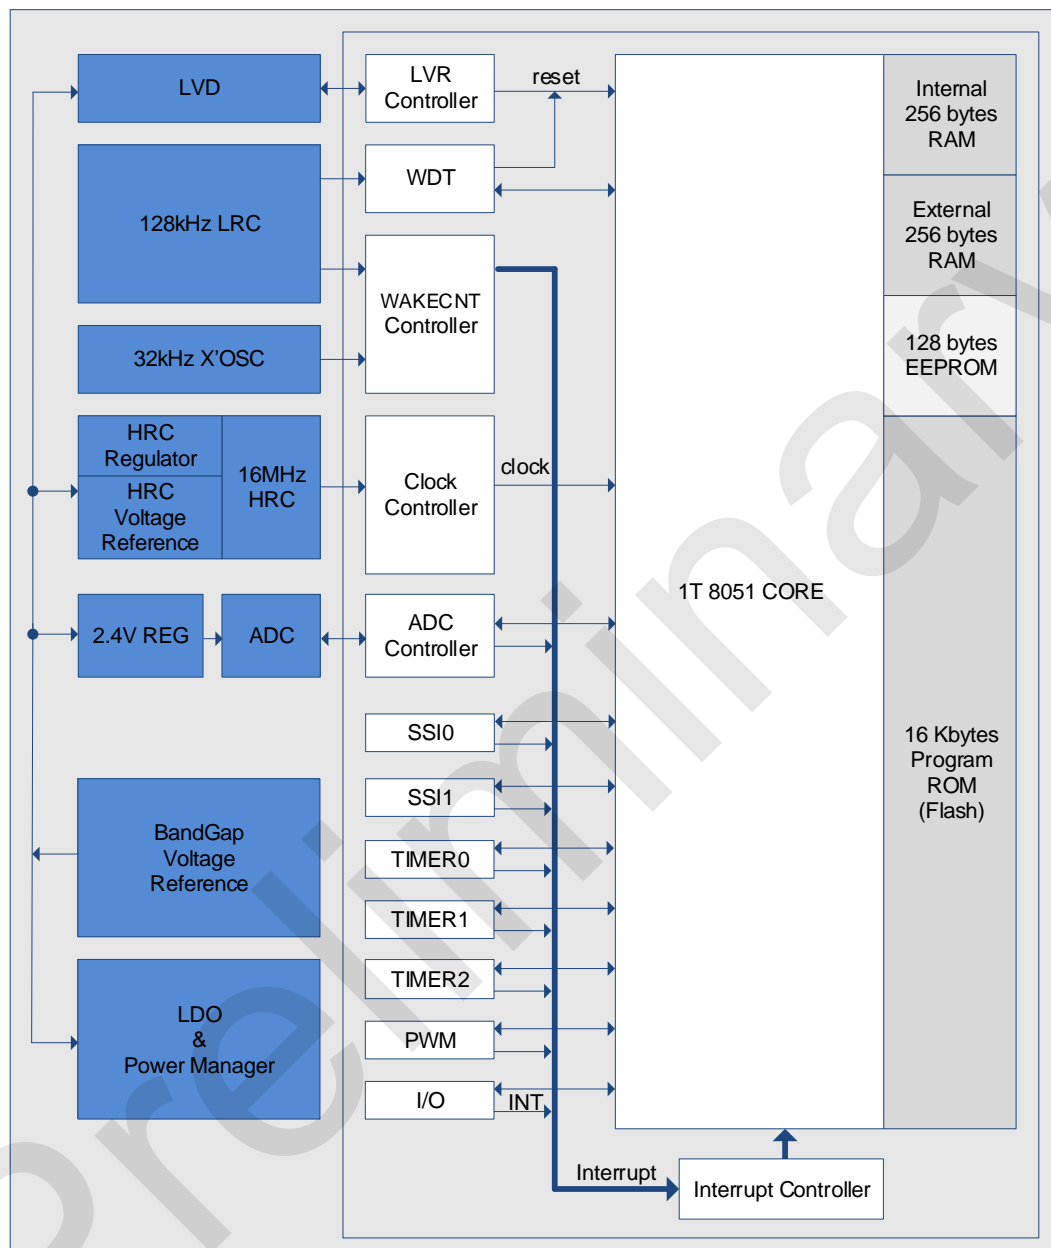 LVD
LVR
Controller
reset
Internal
256 bytes
RAM
WDT
128kHz LRC
External
256 bytes
RAM
WAKECNT
Controller
32kHz X'OSC
128 bytes
EEPROM
HRC
Regulator
HRC
Voltage
Reference
16MHz
HRC
Clock
Controller
clock
1T 8051 CORE
2.4V REG
ADC
ADC
Controller
SSI0
SSI1
16 Kbytes
Program
ROM
(Flash)
BandGap
Voltage
Reference
TIMER0
TIMER1
TIMER2
LDO
&
Power Manager
PWM
I/O
INT
Interrupt
Interrupt Controller
Preliminary